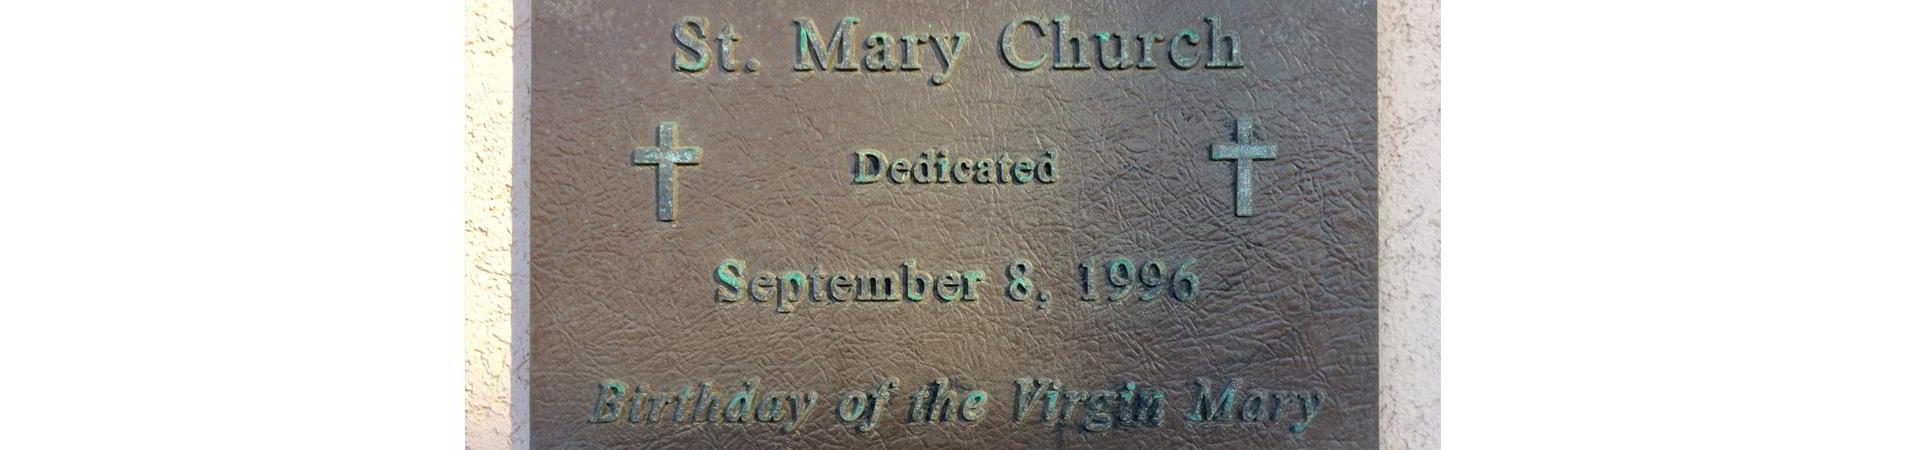 St. Mary Church
Dedicated
September 8, 1996
Birthday of the Virgin Mary